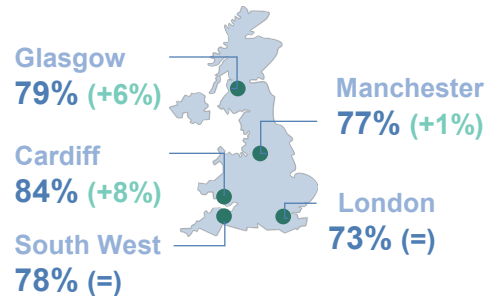 Glasgow
79% (+6%)
Manchester
77% (+1%)
Cardiff
84% (+8%)
London
73% (=)
South West
78% (=)